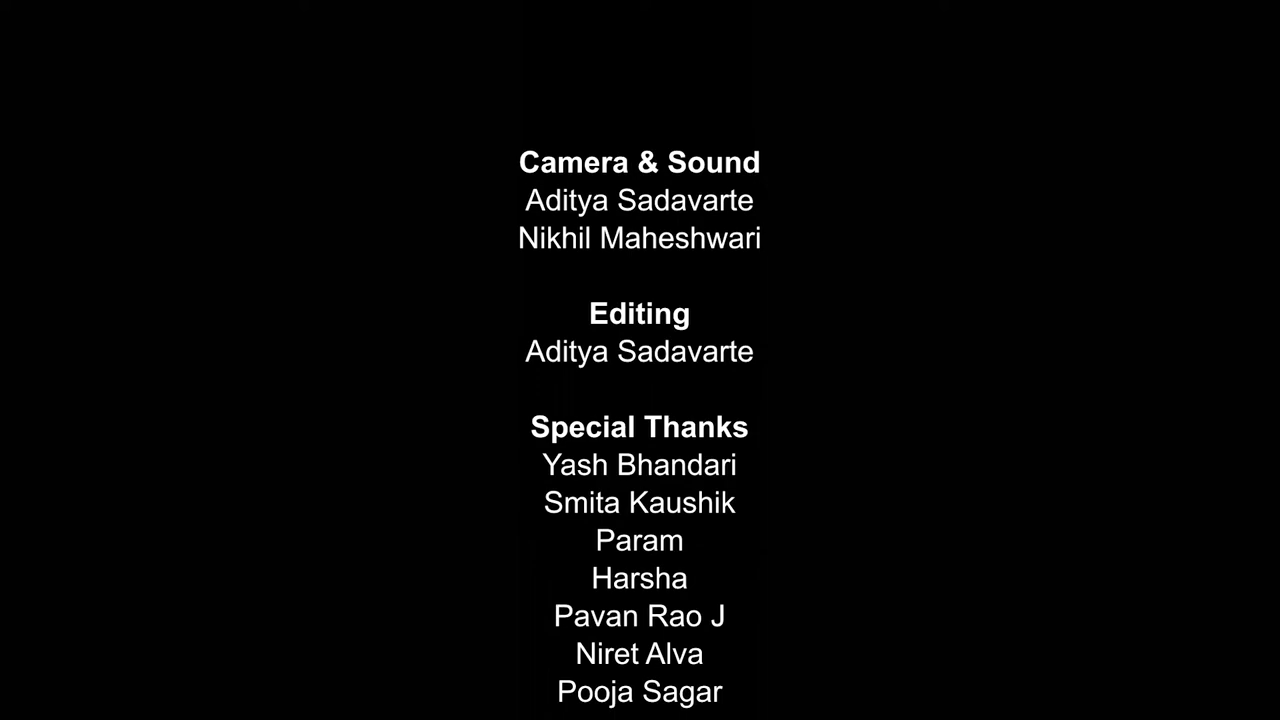 Camera & Sound
Aditya Sadavarte
Nikhil Maheshwari
Editing
Aditya Sadavarte
Special Thanks
Yash Bhandari
Smita Kaushik
Param
Harsha
Pavan Rao J
Niret Alva
Pooja Sagar